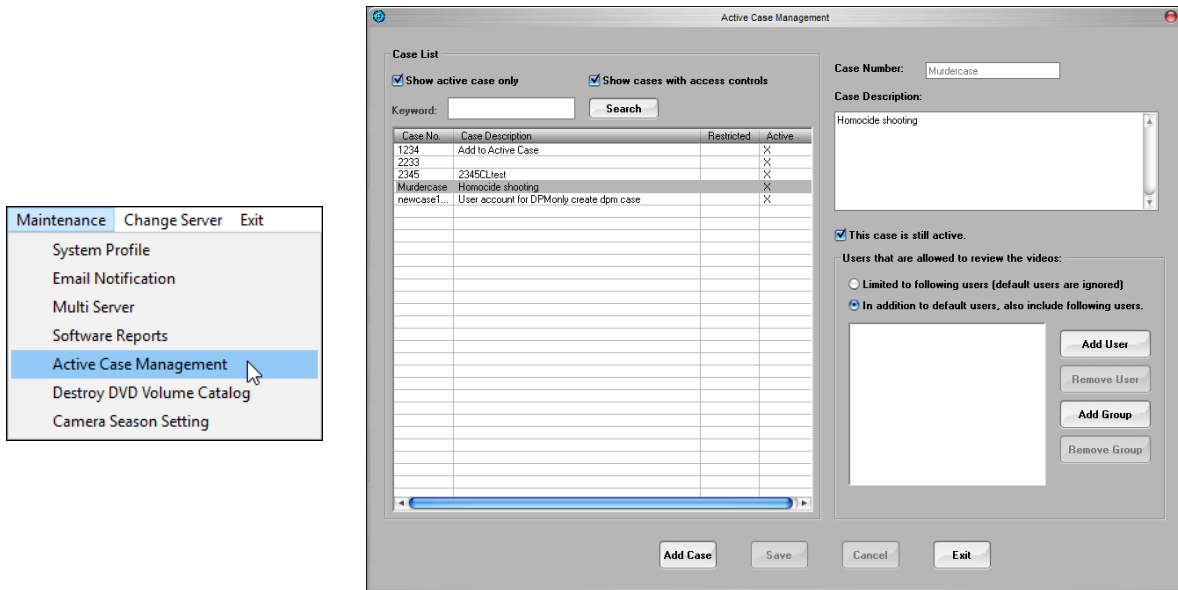 Maintenance Change Server Exit
System Profile
Email Notification
Multi Server
Software Reports
Active Case Management
Destroy DVD Volume Catalog
Camera Season Setting
Active Case Management
Case List
Show active case only Show cases with access controls
Keyword: Search
Case No. Case Description Restricted Active
1234 Add to Active Case X
2233 X
2345 2345CLtest X
Murdercase Homocide shooting X
newcase1... User account for DPMonly create dpm case X
Case Number: Murdercase
Case Description:
Homocide shooting
This case is still active.
Users that are allowed to review the videos:
Limited to following users (default users are ignored)
In addition to default users, also include following users.
Add User
Remove User
Add Group
Remove Group
Add Case Save Cancel Exit